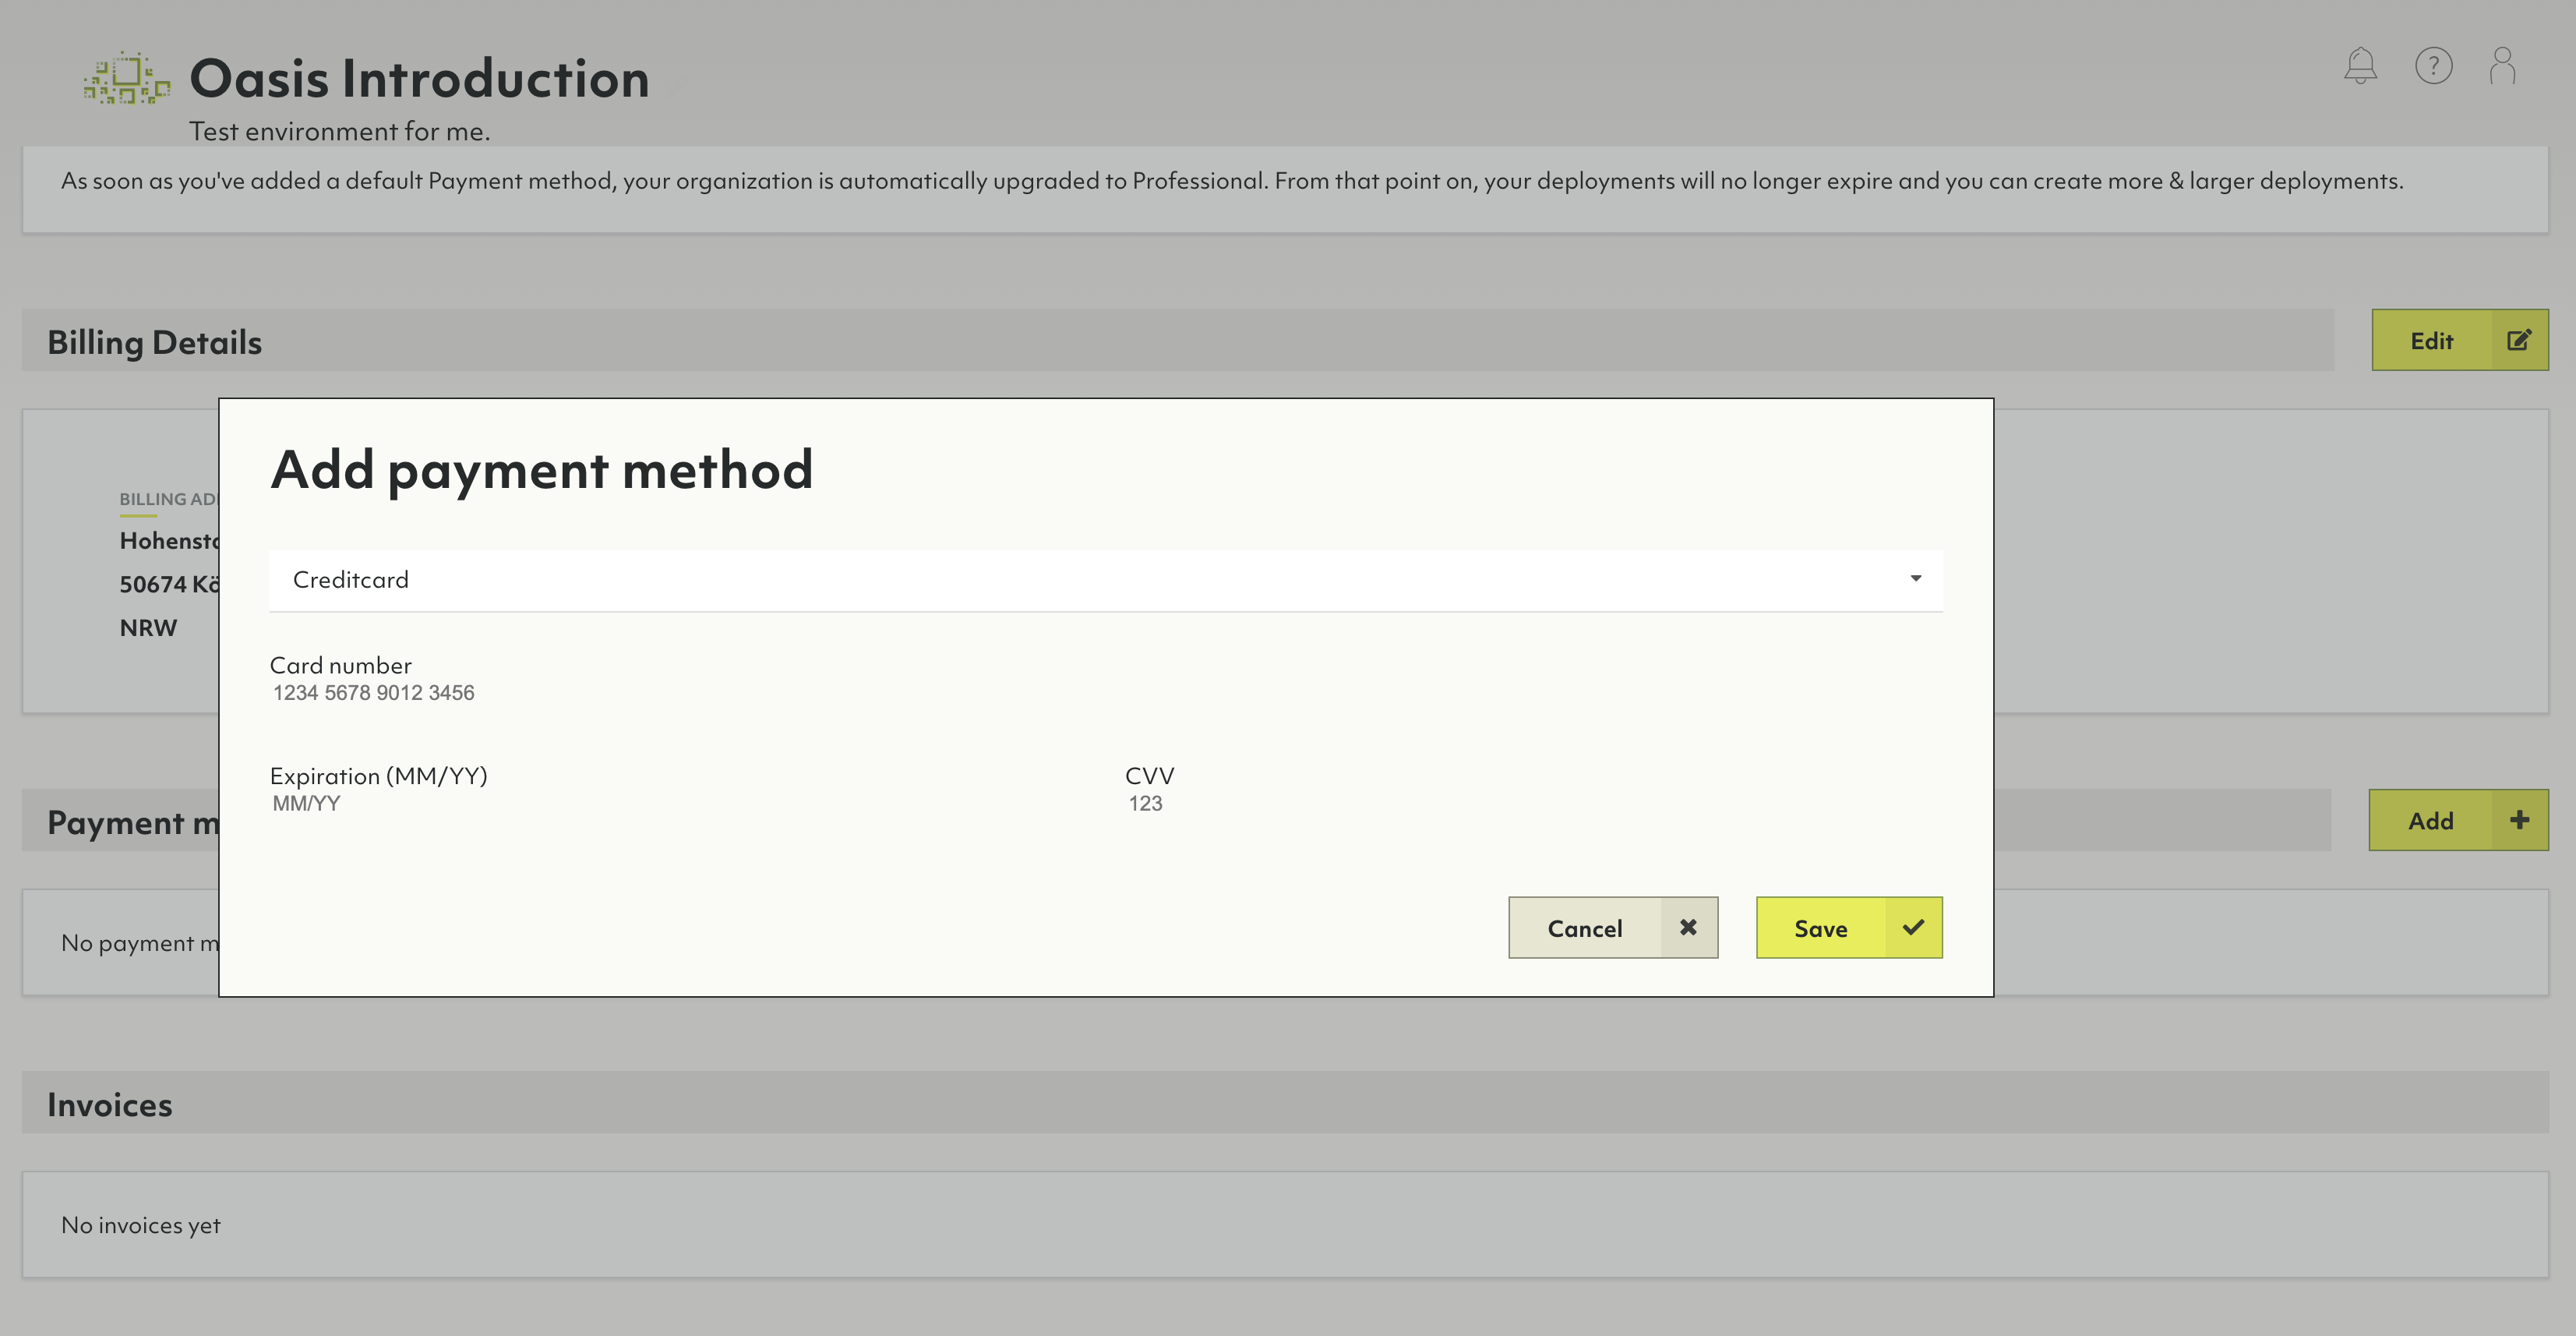 Oasis Introduction
Test environment for me.
As soon as you've added a default Payment method, your organization is automatically upgraded to Professional. From that point on, your deployments will no longer expire and you can create more & larger deployments.
Billing Details
Edit
BILLING
50674
NRW
Add payment method
Creditcard
Card number
1234 5678 9012 3456
Expiration (MM/YY)
MM/YY
CVV
123
Cancel
Save
Payment
Add
No payment
Invoices
No invoices yet